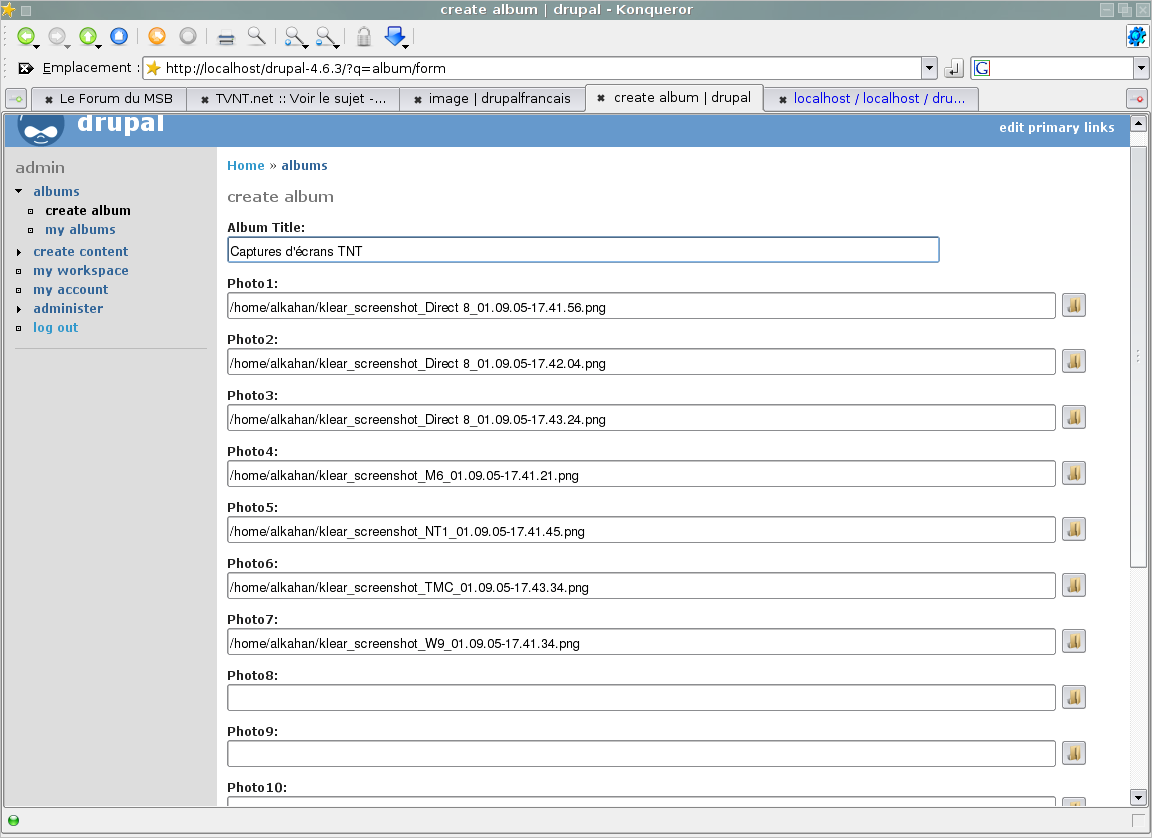 create album | drupal - Konqueror
Emplacement : http://localhost/drupal-4.6.3/?q=album/form
G
Le Forum du MSB
TVNT.net :: Voir le sujet -...
image | drupalfrancais
create album | drupal
localhost / localhost / dru...
drupal
edit primary links
admin
albums
create album
my albums
create content
my workspace
my account
administer
log out
Home » albums
create album
Album Title:
Captures d'écrans TNT
Photo1:
/home/alkahan/klear_screenshot_Direct 8_01.09.05-17.41.56.png
Photo2:
/home/alkahan/klear_screenshot_Direct 8_01.09.05-17.42.04.png
Photo3:
/home/alkahan/klear_screenshot_Direct 8_01.09.05-17.43.24.png
Photo4:
/home/alkahan/klear_screenshot_M6_01.09.05-17.41.21.png
Photo5:
/home/alkahan/klear_screenshot_NT1_01.09.05-17.41.45.png
Photo6:
/home/alkahan/klear_screenshot_TMC_01.09.05-17.43.34.png
Photo7:
/home/alkahan/klear_screenshot_W9_01.09.05-17.41.34.png
Photo8:
Photo9:
Photo10: